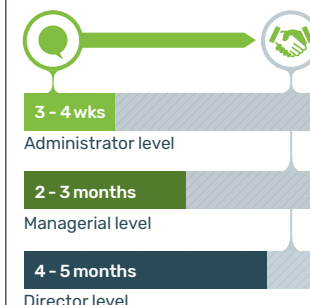 3 - 4 wks
Administrator level
2 - 3 months
Managerial level
4 - 5 months
Director level